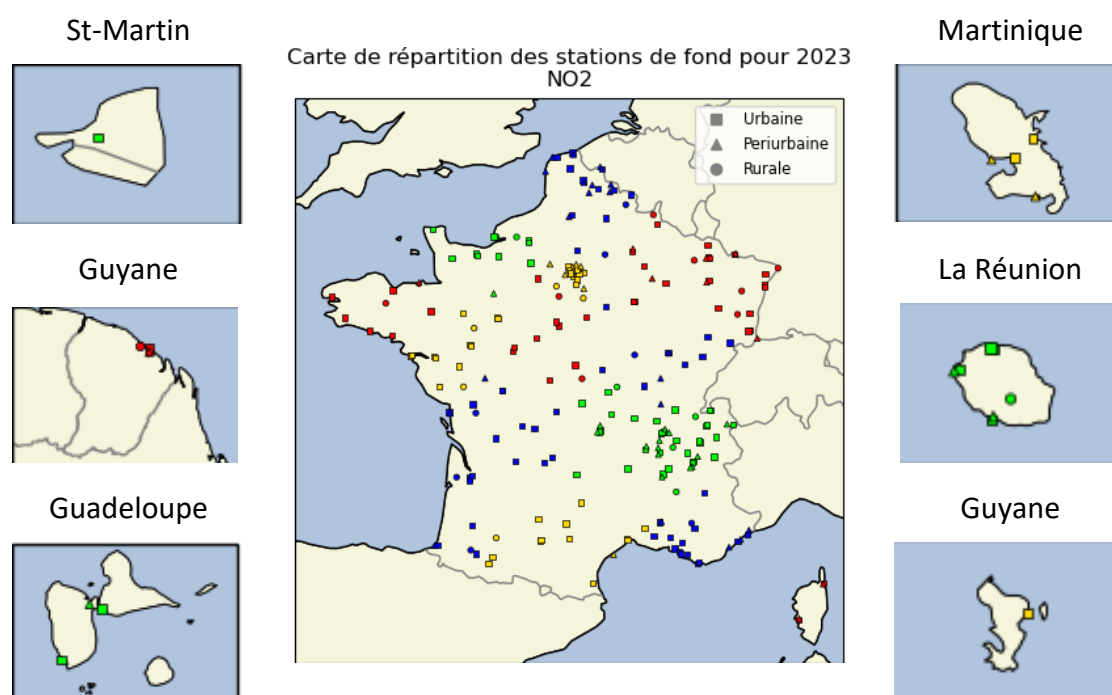 St-Martin
Martinique
Carte de répartition des stations de fond pour 2023
NO2
Urbaine
Periurbaine
Rurale
Guyane
La Réunion
Guadeloupe
Guyane